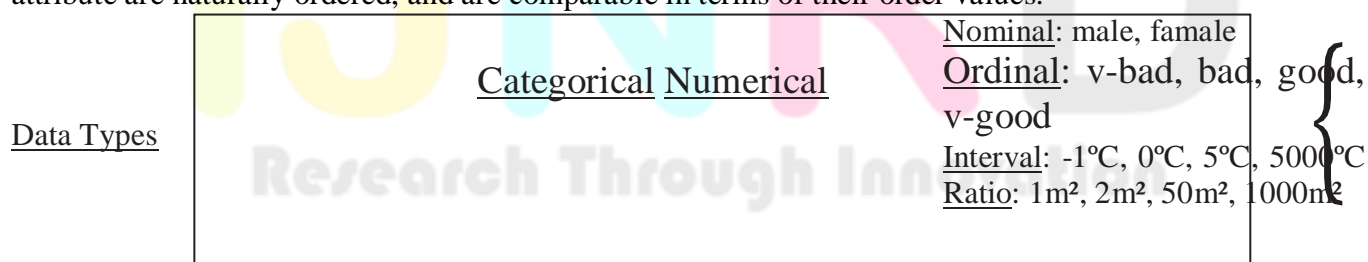 attribute are naturally ordered, and are comparable in terms of their order values.
Data Types
Categorical Numerical
Nominal: male, famale
Ordinal: v-bad, bad, good,
v-good
Interval: -1ºC, 0ºC, 5ºC, 5000ºC
Ratio: 1m², 2m², 50m², 1000m²
IJNRD
Research Through Innovation